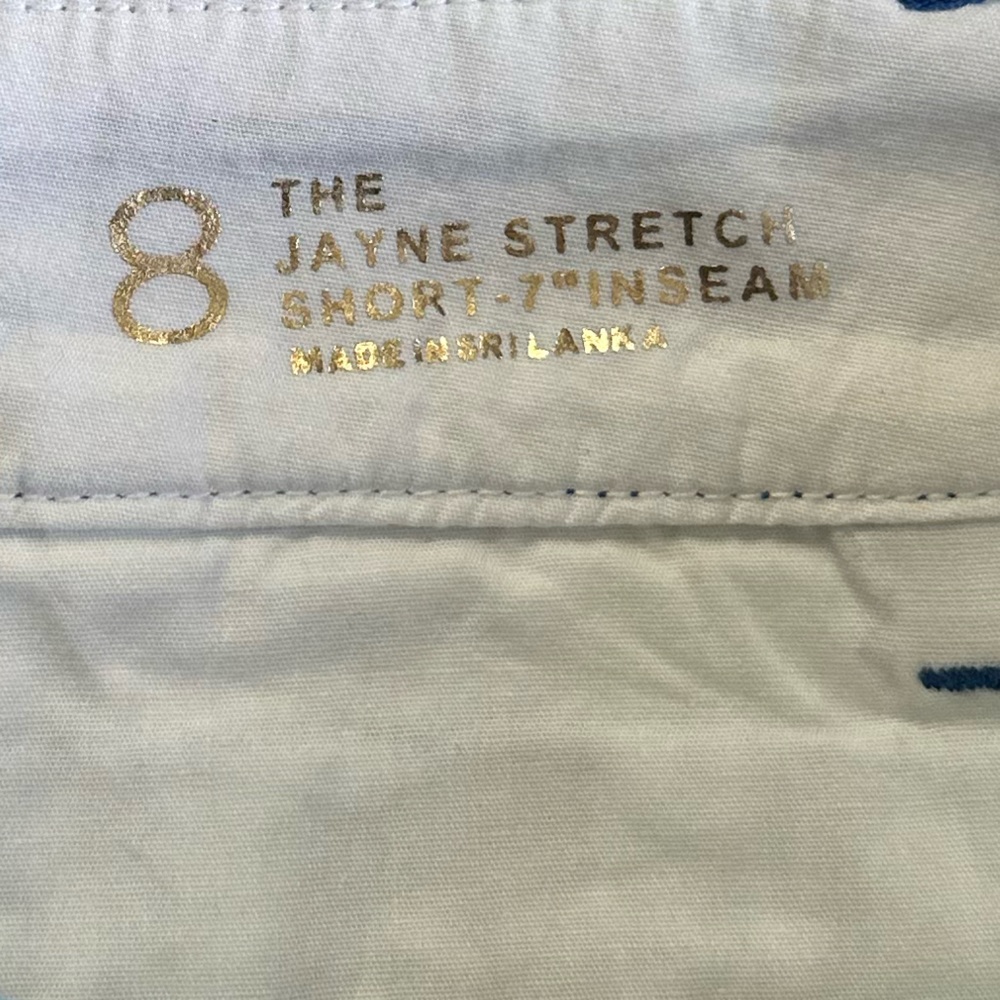 8
THE
JAYNE STRETCH
SHORT-7"INSEAM
MADE IN SRI LANKA